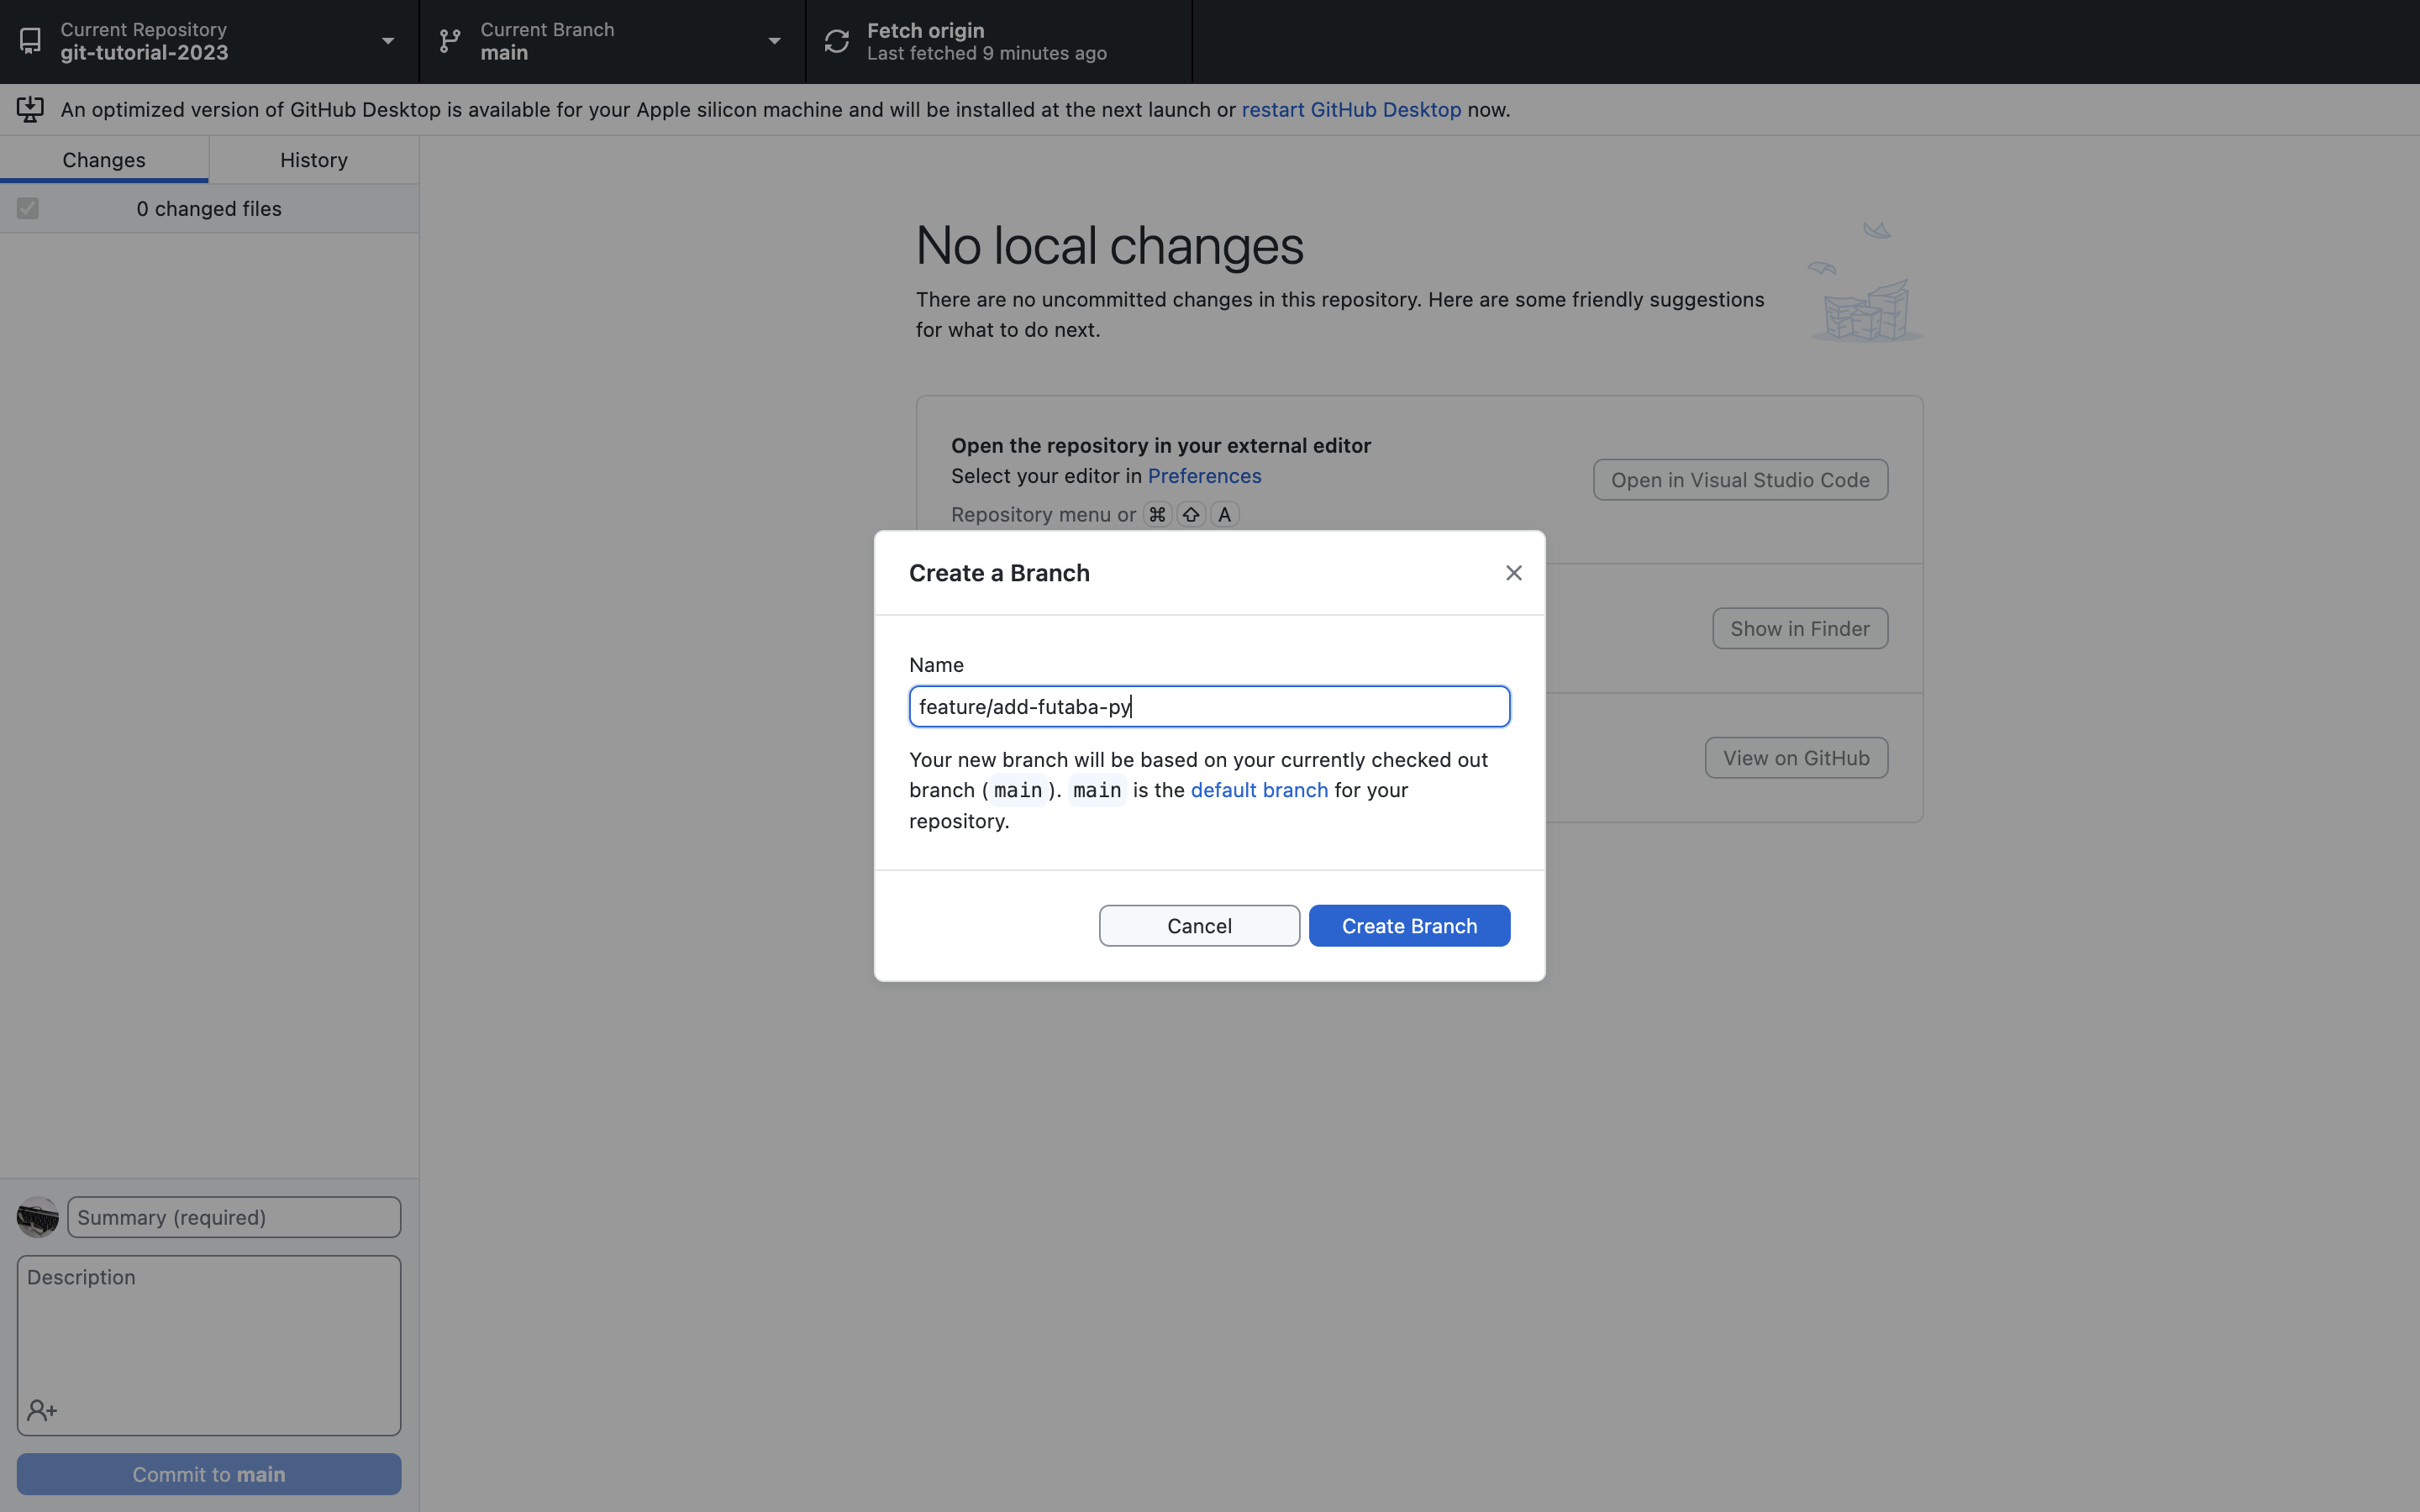 Current Repository
git-tutorial-2023
Current Branch
main
Fetch origin
Last fetched 9 minutes ago
An optimized version of GitHub Desktop is available for your Apple silicon machine and will be installed at the next launch or restart GitHub Desktop now.
Changes
History
0 changed files
No local changes
There are no uncommitted changes in this repository. Here are some friendly suggestions
for what to do next.
Open the repository in your external editor
Select your editor in Preferences
Repository menu or ⌘ ⇧ A
Open in Visual Studio Code
Show in Finder
View on GitHub
Create a Branch
Name
feature/add-futaba-py
Your new branch will be based on your currently checked out
branch (main). main is the default branch for your
repository.
Cancel
Create Branch
Summary (required)
Description
Commit to main